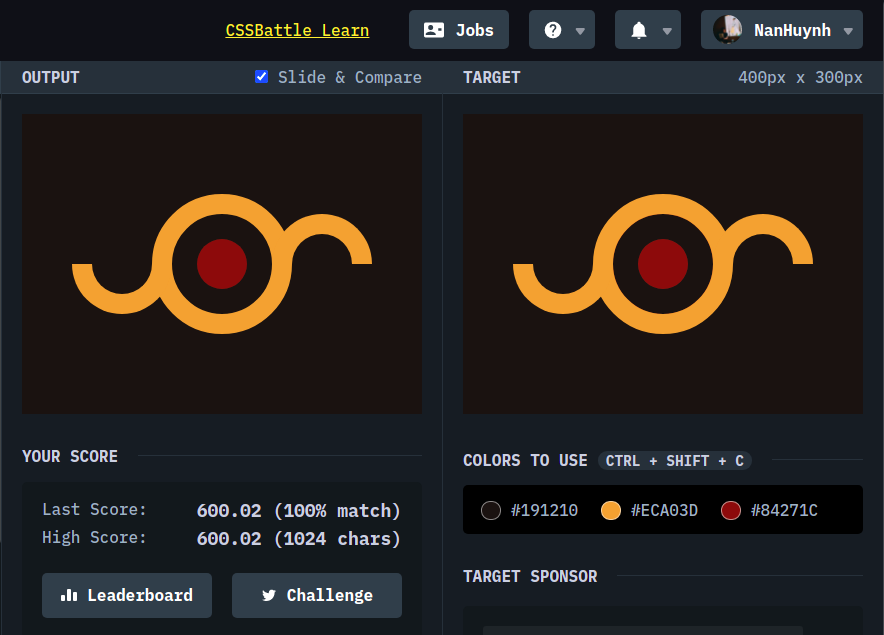 CSSBattle Learn Jobs NanHuynh
OUTPUT Slide & Compare TARGET 400px x 300px
YOUR SCORE
COLORS TO USE CTRL + SHIFT + C
Last Score: 600.02 (100% match)
High Score: 600.02 (1024 chars)
#191210 #ECA03D #84271C
TARGET SPONSOR
Leaderboard Challenge